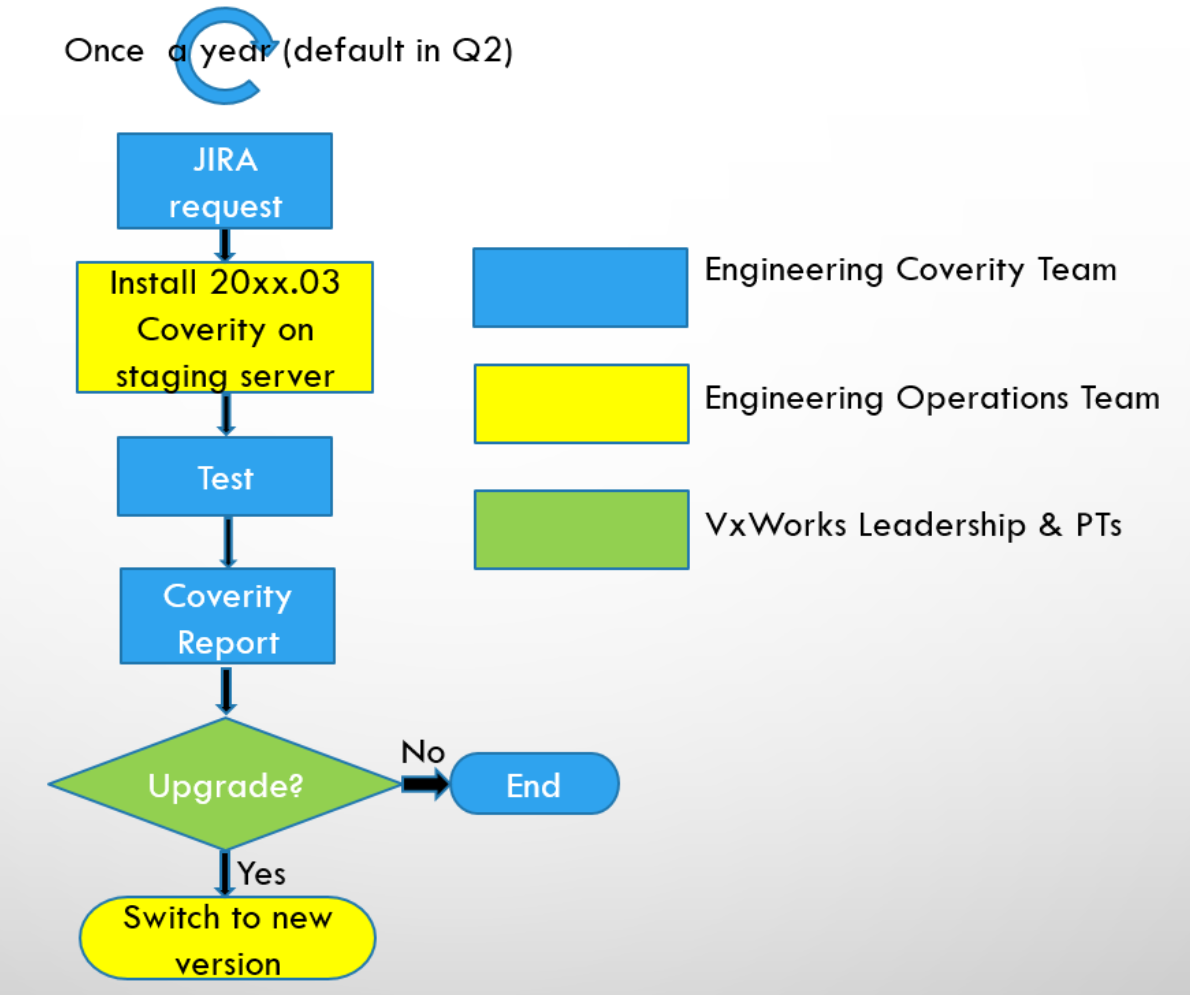 Once a year (default in Q2)
JIRA
request
Install 20xx.03
Coverity on
staging server
Test
Coverity
Report
Upgrade?
No
End
Yes
Switch to new
version
Engineering Coverity Team
Engineering Operations Team
VxWorks Leadership & PTs